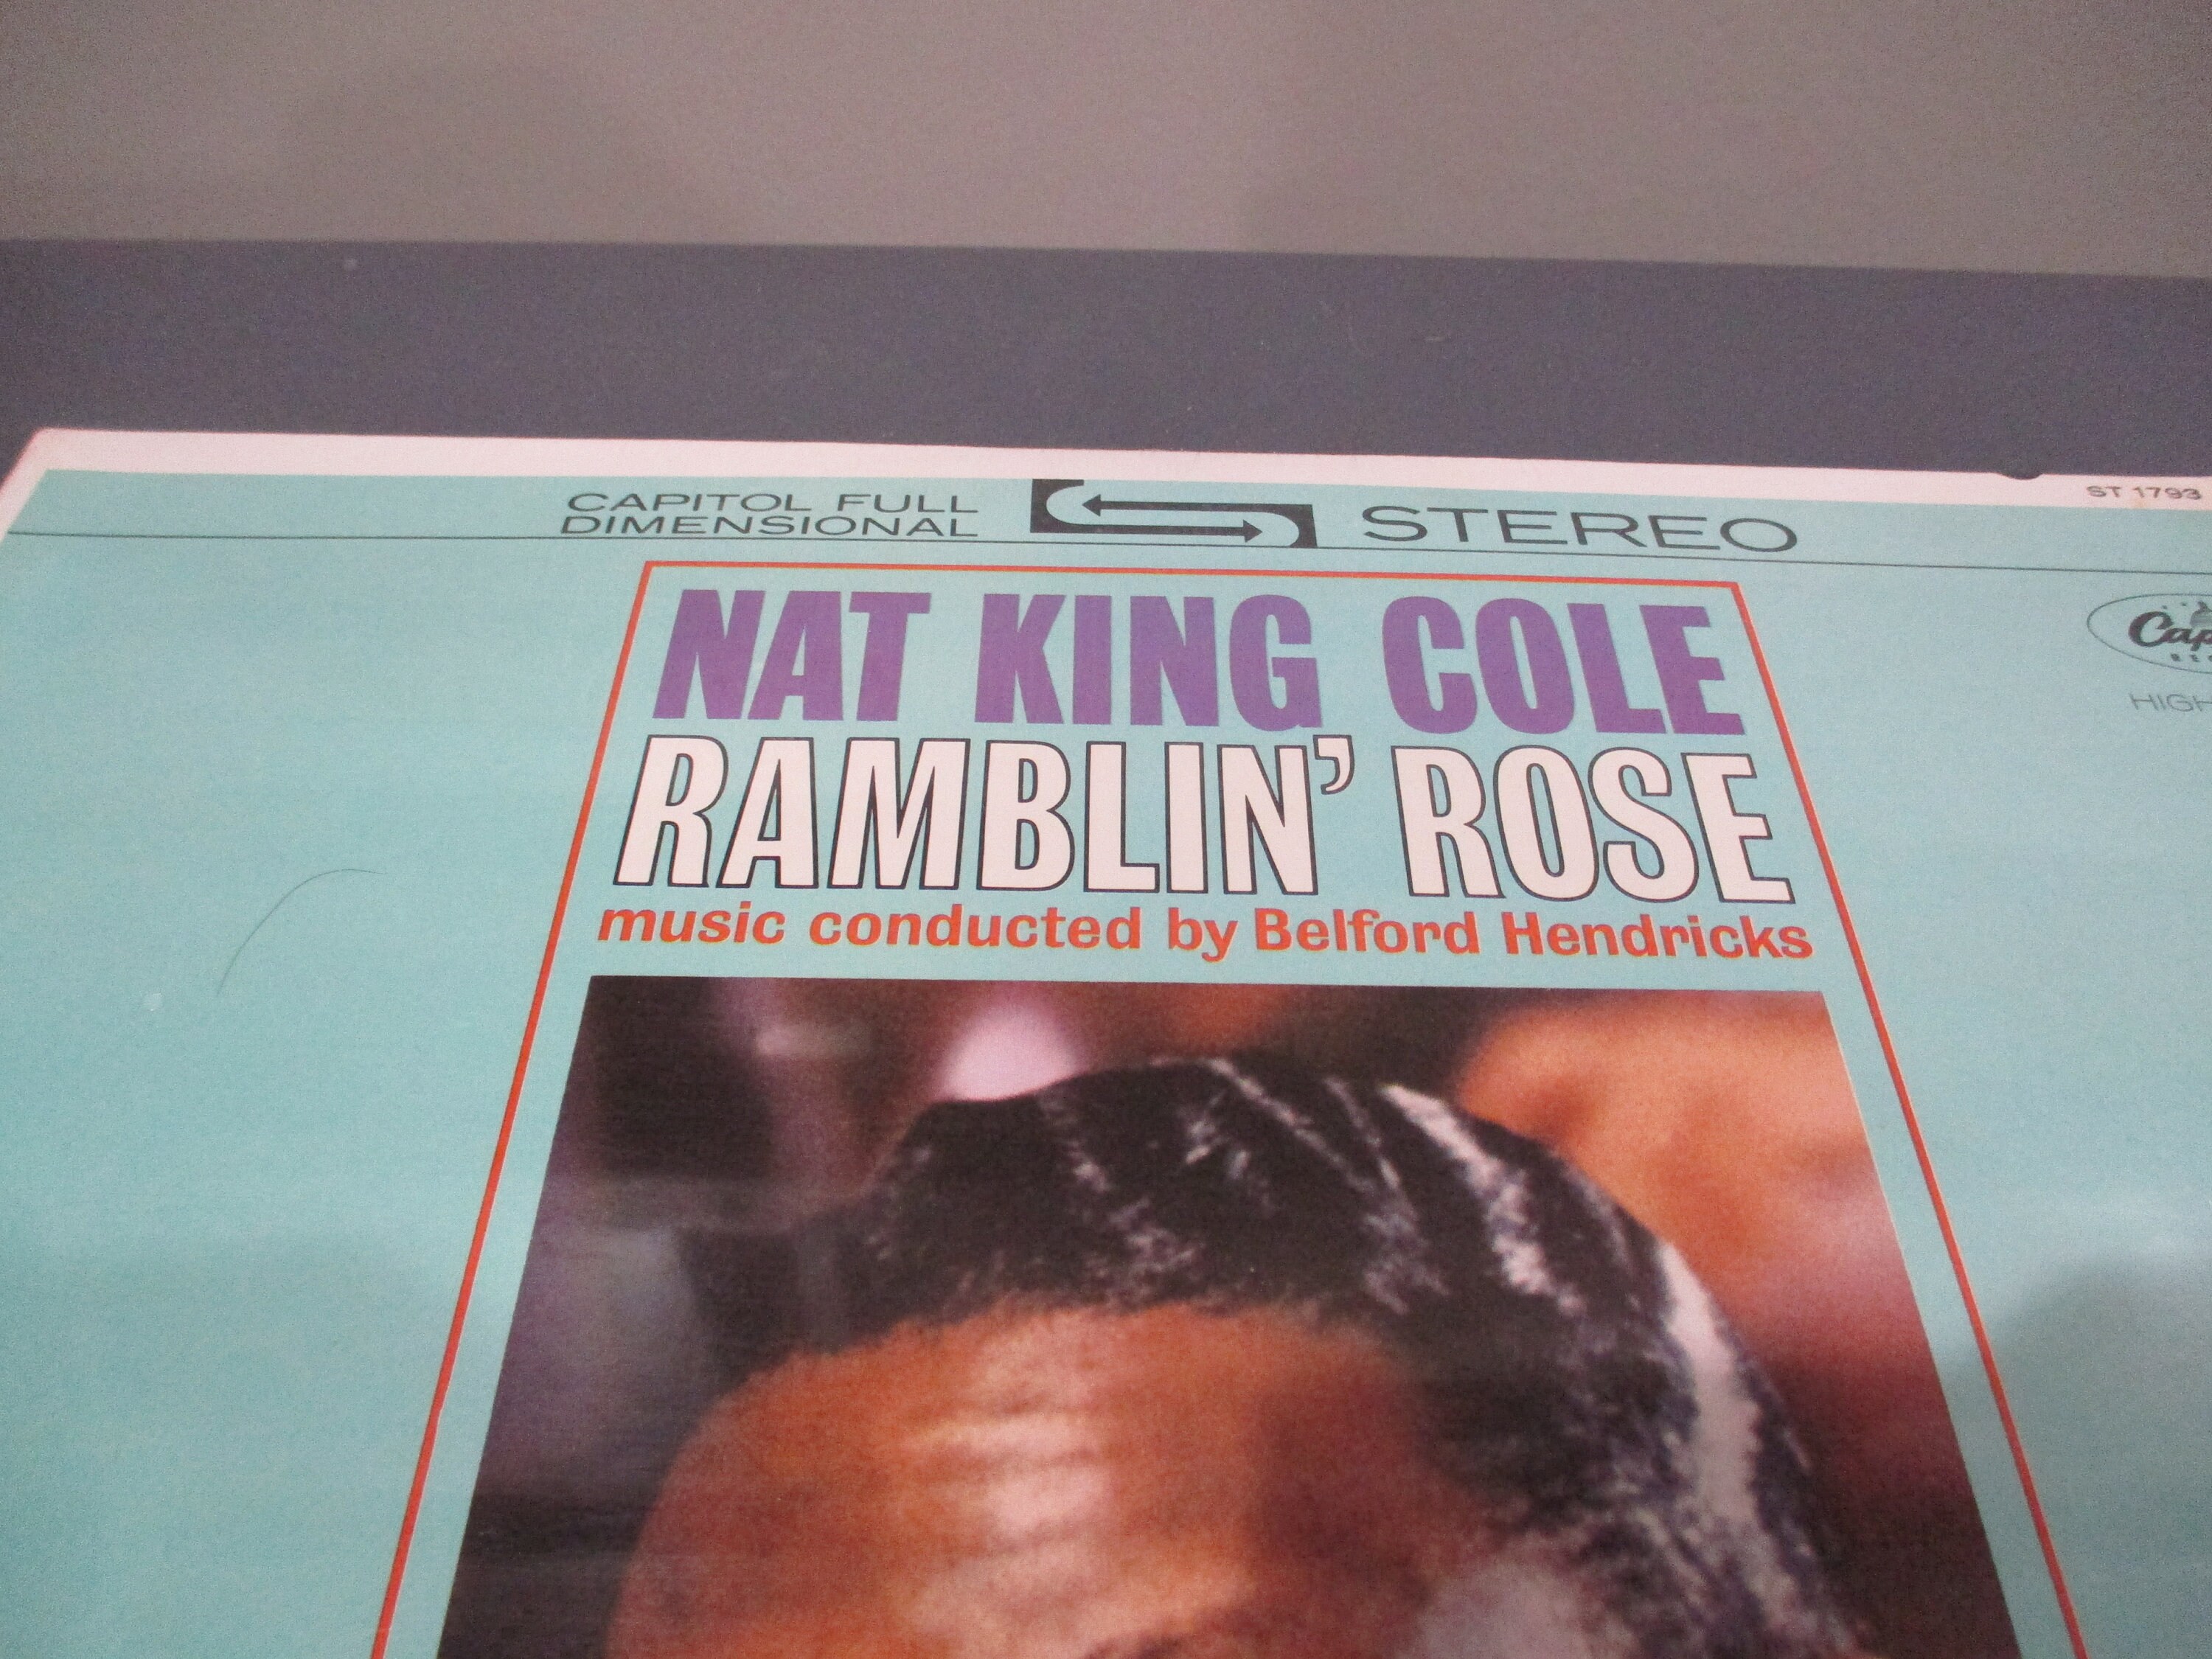 CAPITOL FULL
DIMENSIONAL
STEREO
ST 1793
NAT KING COLE
RAMBLIN' ROSE
music conducted by Belford Hendricks